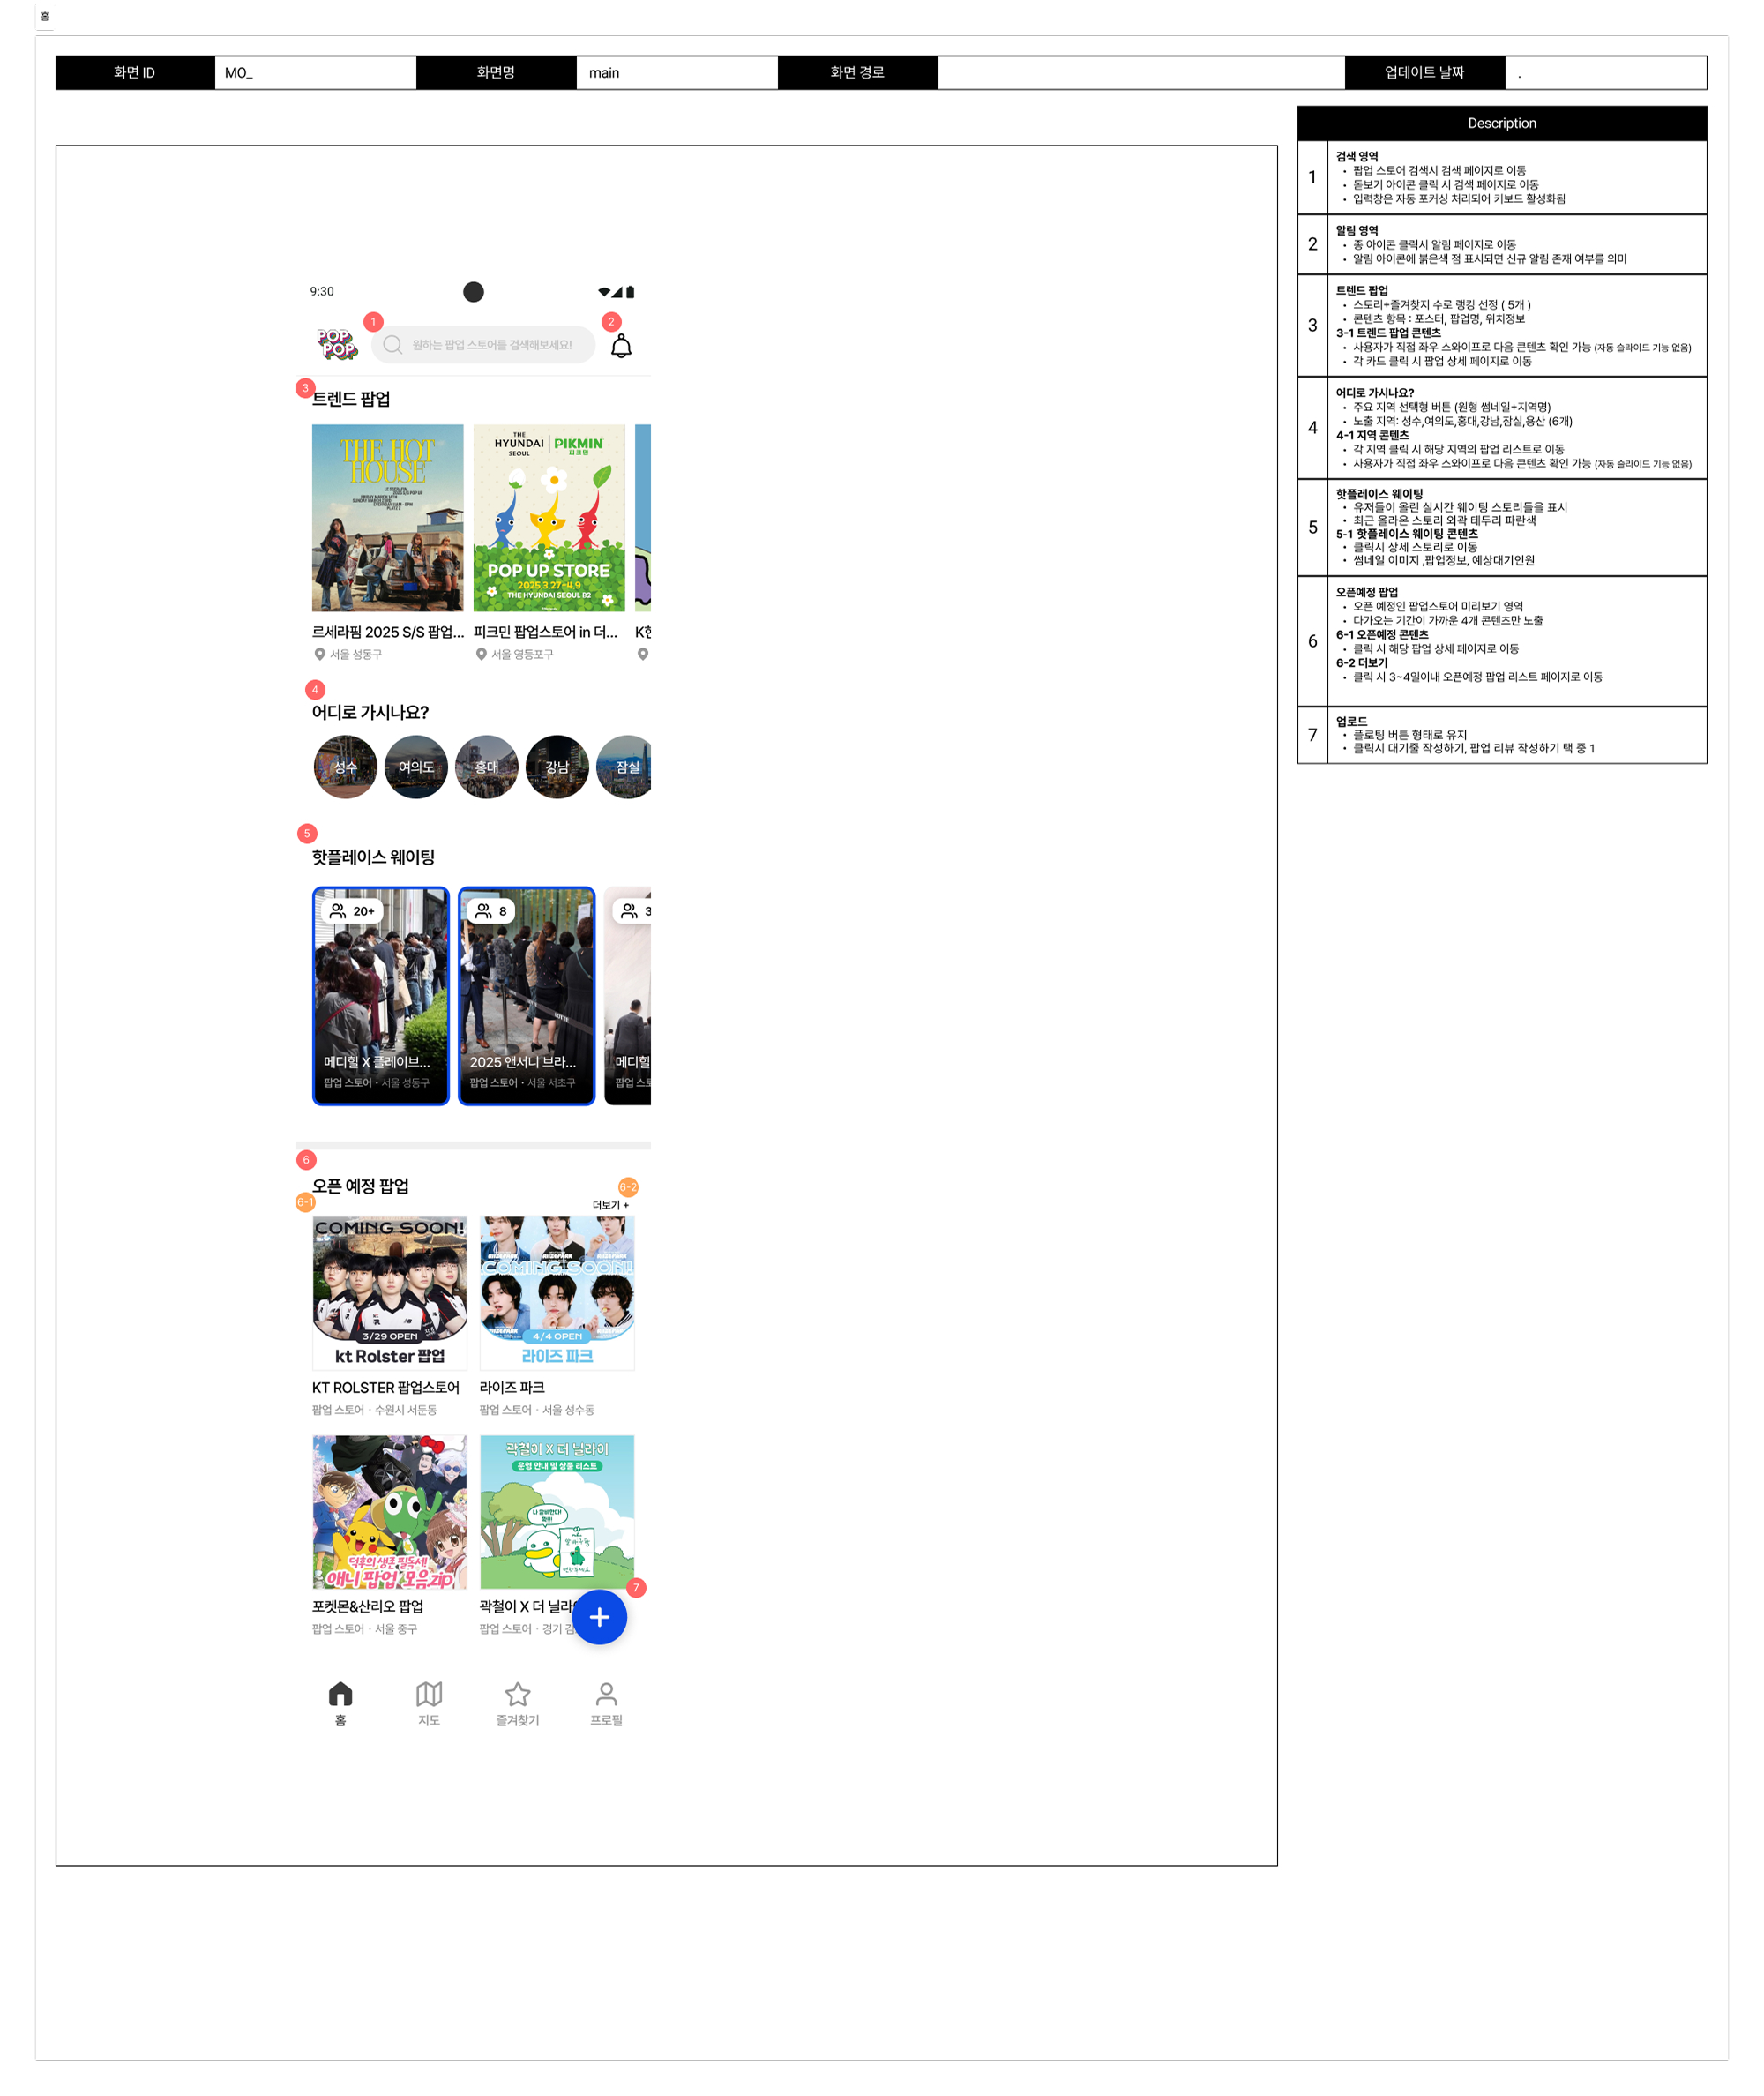 홈
화면 ID
MO_
화면명
main
화면 경로
업데이트 날짜
.
9:30
POP
POP
1
원하는 팝업 스토어를 검색해보세요!
2
3
트렌드 팝업
THE HOT
HOUSE
THE
HYUNDAI
SEOUL
PIKMIN
피크민
POP UP STORE
2025.3.27-4.9
THE HYUNDAI SEOUL B2
르세라핌 2025 S/S 팝업...
피크민 팝업스토어 in 더...
서울 성동구
서울 영등포구
4
어디로 가시나요?
성수
여의도
홍대
강남
잠실
5
핫플레이스 웨이팅
20+
8
3
메디힐 X 플레이브...
2025 앤서니 브라...
메디힐
팝업 스토어 · 서울 성동구
팝업 스토어 · 서울 서초구
팝업 스토
6
오픈 예정 팝업
6-2
6-1
더보기 +
COMING SOON!
COMING SOON!
3/29 OPEN
4/4 OPEN
kt Rolster 팝업
라이즈 파크
KT ROLSTER 팝업스토어
라이즈 파크
팝업 스토어 · 수원시 서둔동
팝업 스토어 · 서울 성수동
곽철이 X 더 닐라이
운영 안내 및 상품 리스트
덕후의 생존 필독세!
애니 팝업 모음.zip
7
포켓몬&산리오 팝업
곽철이 X 더 닐라
팝업 스토어 · 서울 중구
팝업 스토어 · 경기 김
홈
지도
즐겨찾기
프로필
Description
1
검색 영역
• 팝업 스토어 검색시 검색 페이지로 이동
• 돋보기 아이콘 클릭 시 검색 페이지로 이동
• 입력창은 자동 포커싱 처리되어 키보드 활성화됨
2
알림 영역
• 종 아이콘 클릭시 알림 페이지로 이동
• 알림 아이콘에 붉은색 점 표시되면 신규 알림 존재 여부를 의미
3
트렌드 팝업
• 스토리+즐겨찾지 수로 랭킹 선정 ( 5개 )
• 콘텐츠 항목 : 포스터, 팝업명, 위치정보
3-1 트렌드 팝업 콘텐츠
• 사용자가 직접 좌우 스와이프로 다음 콘텐츠 확인 가능 (자동 슬라이드 기능 없음)
• 각 카드 클릭 시 팝업 상세 페이지로 이동
4
어디로 가시나요?
• 주요 지역 선택형 버튼 (원형 썸네일+지역명)
• 노출 지역: 성수,여의도,홍대,강남,잠실,용산 (6개)
4-1 지역 콘텐츠
• 각 지역 클릭 시 해당 지역의 팝업 리스트로 이동
• 사용자가 직접 좌우 스와이프로 다음 콘텐츠 확인 가능 (자동 슬라이드 기능 없음)
5
핫플레이스 웨이팅
• 유저들이 올린 실시간 웨이팅 스토리들을 표시
• 최근 올라온 스토리 외곽 테두리 파란색
5-1 핫플레이스 웨이팅 콘텐츠
• 클릭시 상세 스토리로 이동
• 썸네일 이미지 ,팝업정보, 예상대기인원
6
오픈예정 팝업
• 오픈 예정인 팝업스토어 미리보기 영역
• 다가오는 기간이 가까운 4개 콘텐츠만 노출
6-1 오픈예정 콘텐츠
• 클릭 시 해당 팝업 상세 페이지로 이동
6-2 더보기
• 클릭 시 3~4일이내 오픈예정 팝업 리스트 페이지로 이동
7
업로드
• 플로팅 버튼 형태로 유지
• 클릭시 대기줄 작성하기, 팝업 리뷰 작성하기 택 중 1